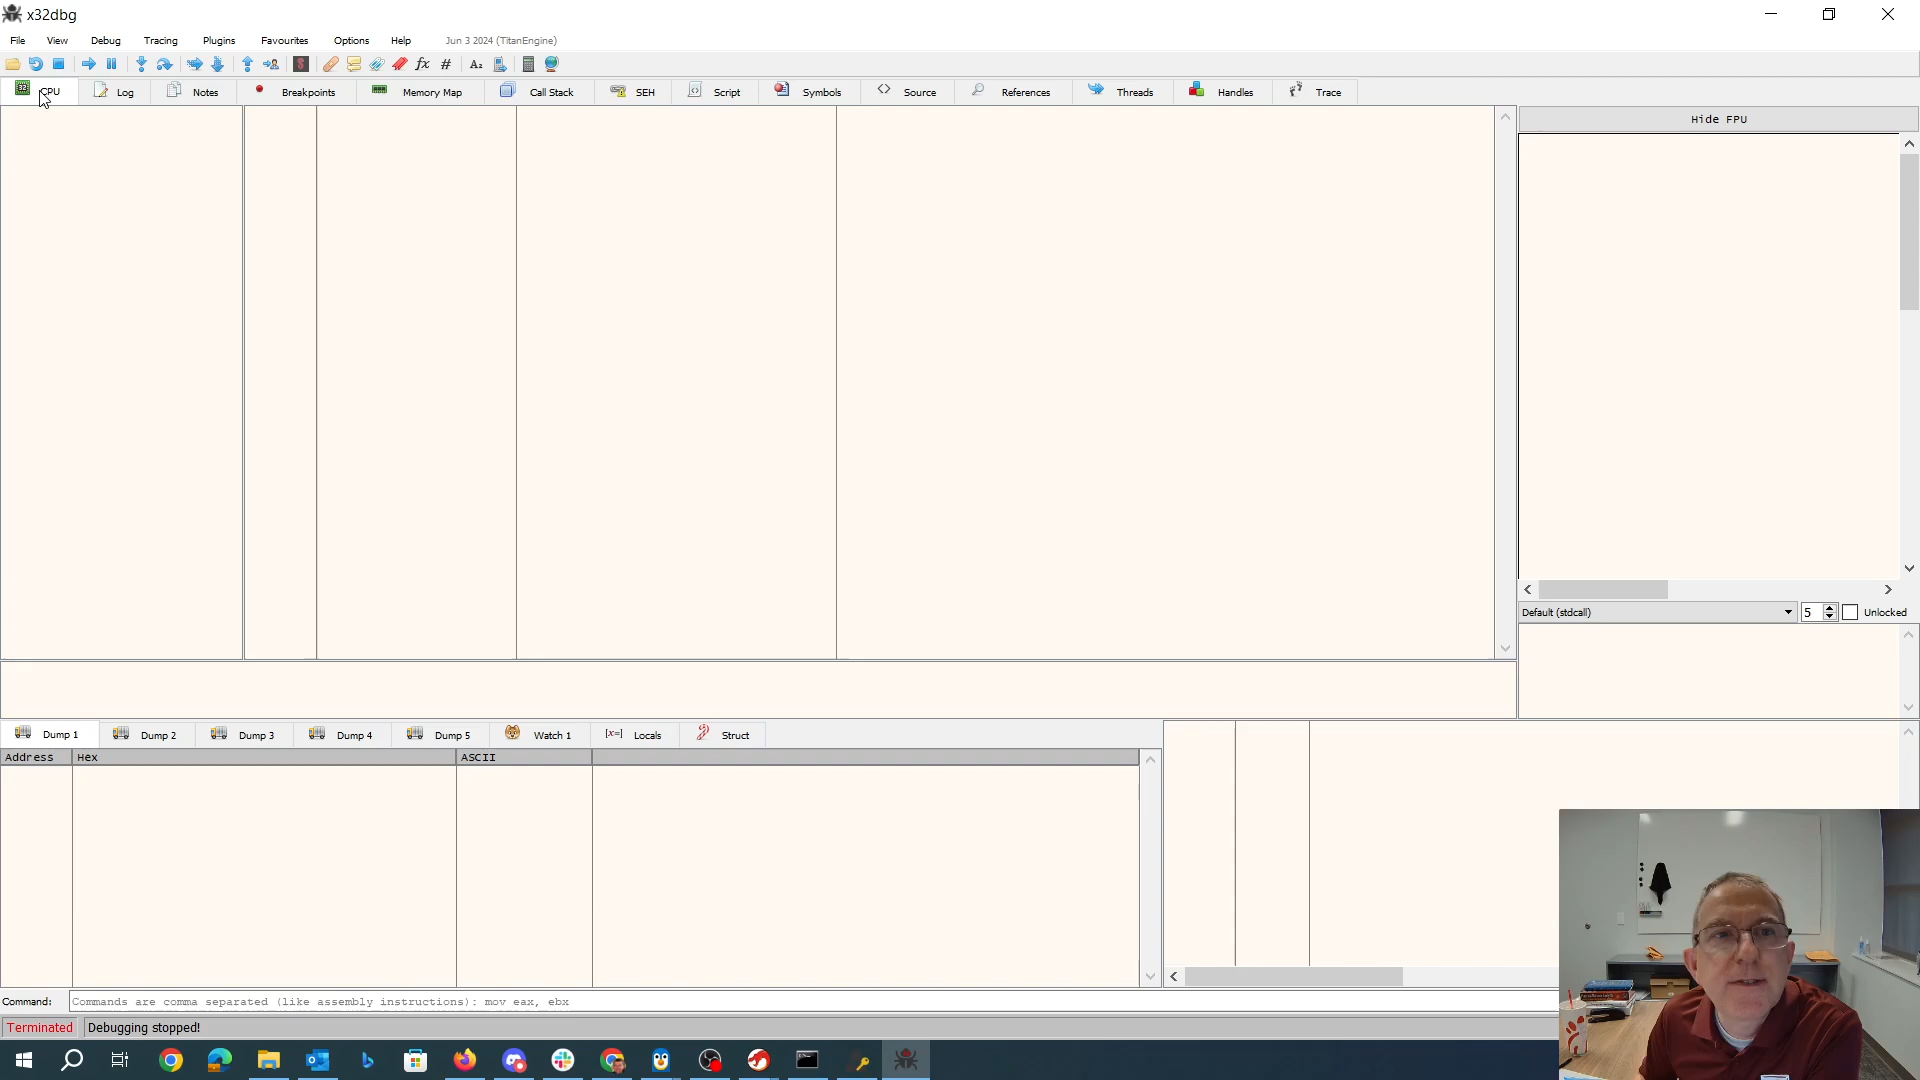 x32dbg
File View Debug Tracing Plugins Favourites Options Help Jun 3 2024 (TitanEngine)
CPU Log Notes Breakpoints Memory Map Call Stack SEH Script Symbols Source References Threads Handles Trace
Hide FPU
Default (stdcall) 5 Unlocked
Dump 1 Dump 2 Dump 3 Dump 4 Dump 5 Watch 1 [x=] Locals Struct
Address Hex ASCII
Command: Commands are comma separated (like assembly instructions): mov eax, ebx
Terminated Debugging stopped!